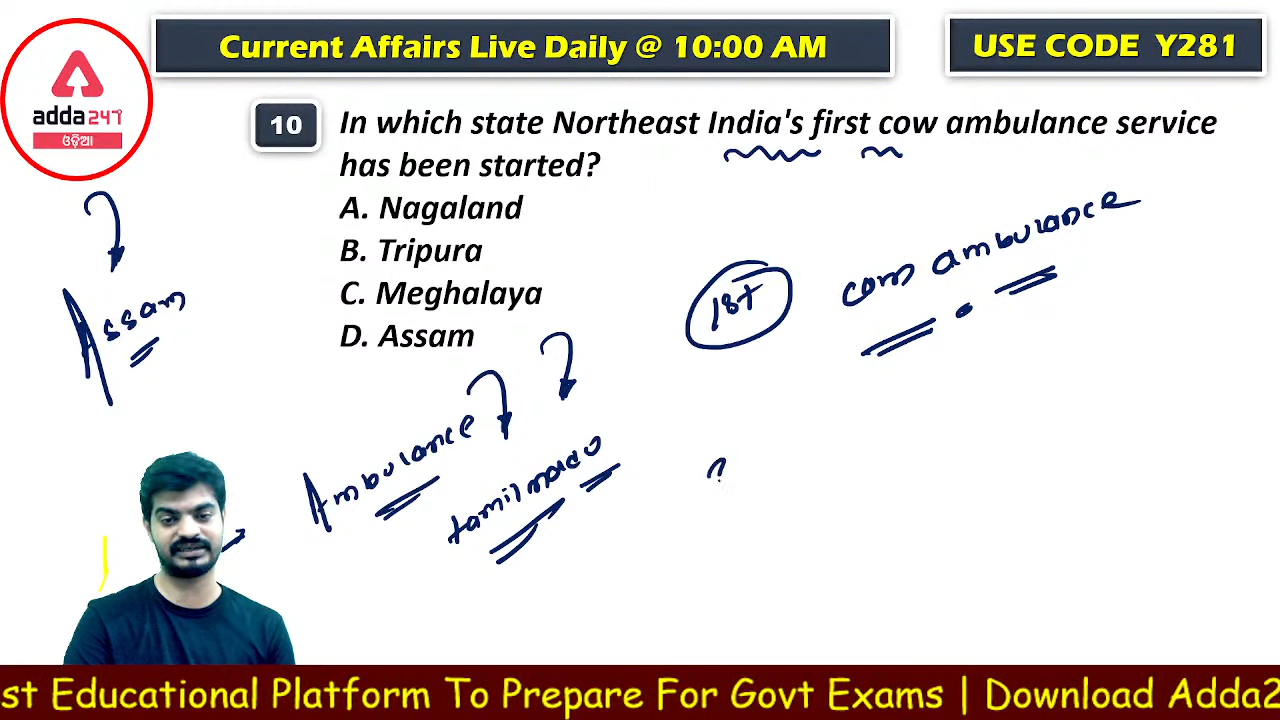 Current Affairs Live Daily @ 10:00 AM
USE CODE Y281
adda247
ଓଡ଼ିଆ
10
In which state Northeast India's first cow ambulance service
has been started?
A. Nagaland
B. Tripura
C. Meghalaya
D. Assam
Assam
1st
cow ambulance
Ambulance
tamilnadu
st Educational Platform To Prepare For Govt Exams | Download Adda2